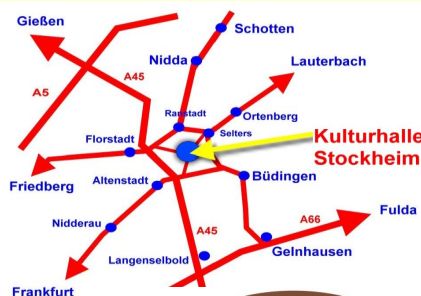 Gießen
Schotten
Nidda
Lauterbach
A45
A5
Ranstadt
Ortenberg
Selters
Florstadt
Kulturhalle
Stockheim
Friedberg
Altenstadt
Büdingen
Nidderau
A45
A66
Fulda
Langenselbold
Gelnhausen
Frankfurt